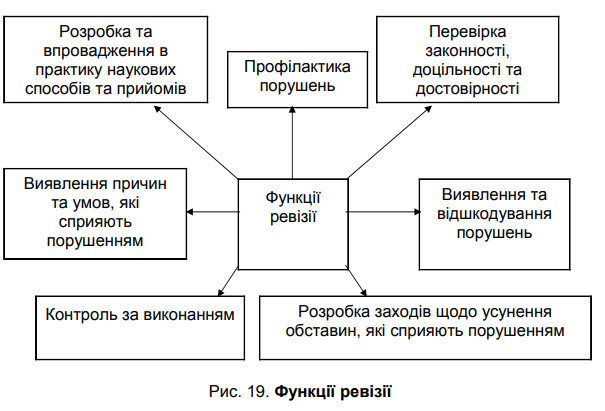 Розробка та
впровадження в
практику наукових
способів та прийомів
Профілактика
порушень
Перевірка
законності,
доцільності та
достовірності
Виявлення причин
та умов, які
сприяють
порушенням
Функції
ревізії
Виявлення та
відшкодування
порушень
Контроль за виконанням
Розробка заходів щодо усунення
обставин, які сприяють порушенням
Рис. 19. Функції ревізії